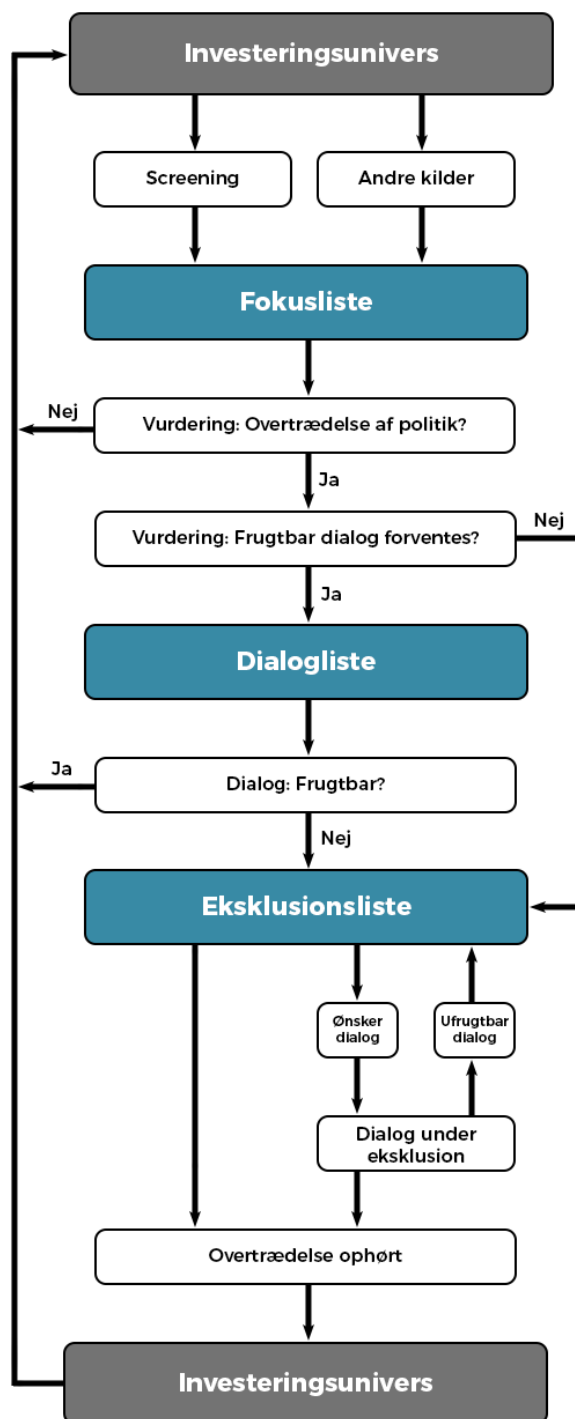 Investeringsunivers
Screening
Andre kilder
Fokusliste
Nej
Vurdering: Overtrædelse af politik?
Ja
Vurdering: Frugtbar dialog forventes?
Nej
Ja
Dialogliste
Ja
Dialog: Frugtbar?
Nej
Eksklusionsliste
Ønsker
dialog
Ufrugtbar
dialog
Dialog under
eksklusion
Overtrædelse ophørt
Investeringsunivers